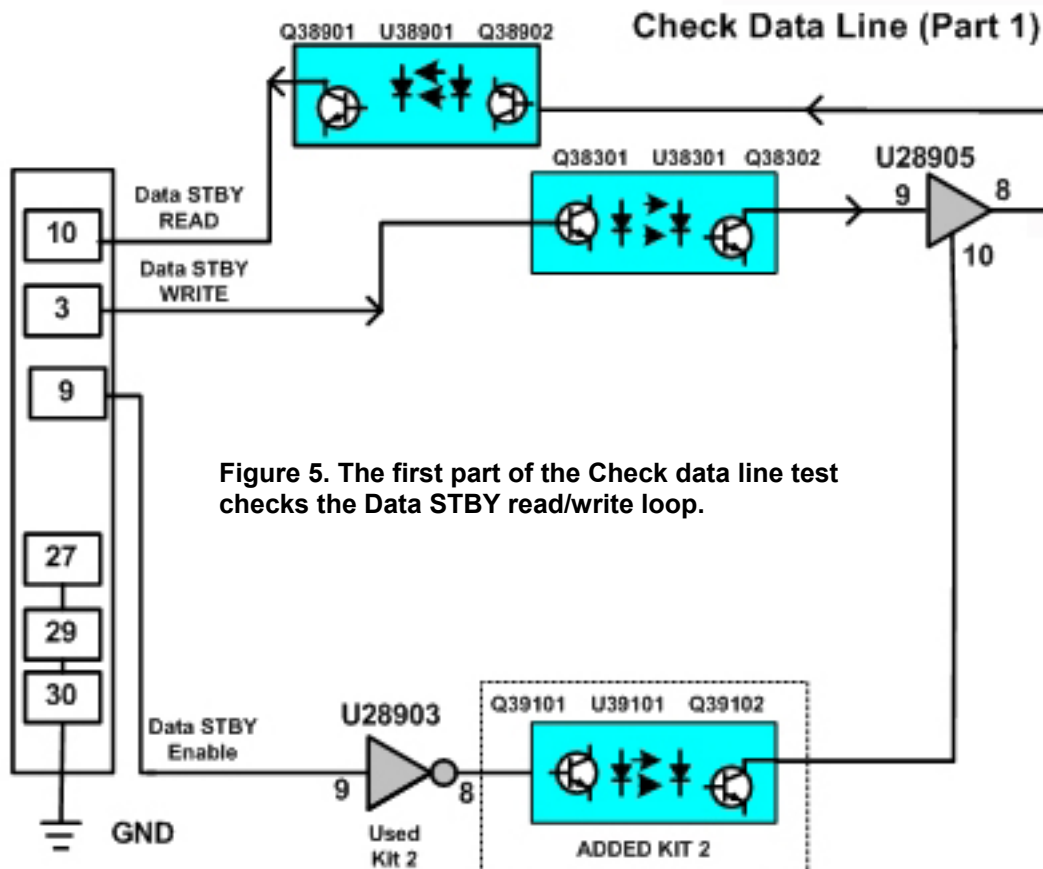 Check Data Line (Part 1)
Q38901 U38901 Q38902
Q38301 U38301 Q38302
U28905
9
8
10
Data STBY
READ
10
Data STBY
WRITE
3
9
Figure 5. The first part of the Check data line test
checks the Data STBY read/write loop.
27
29
30
Data STBY
Enable
U28903
9
8
Used
Kit 2
Q39101 U39101 Q39102
ADDED KIT 2
GND